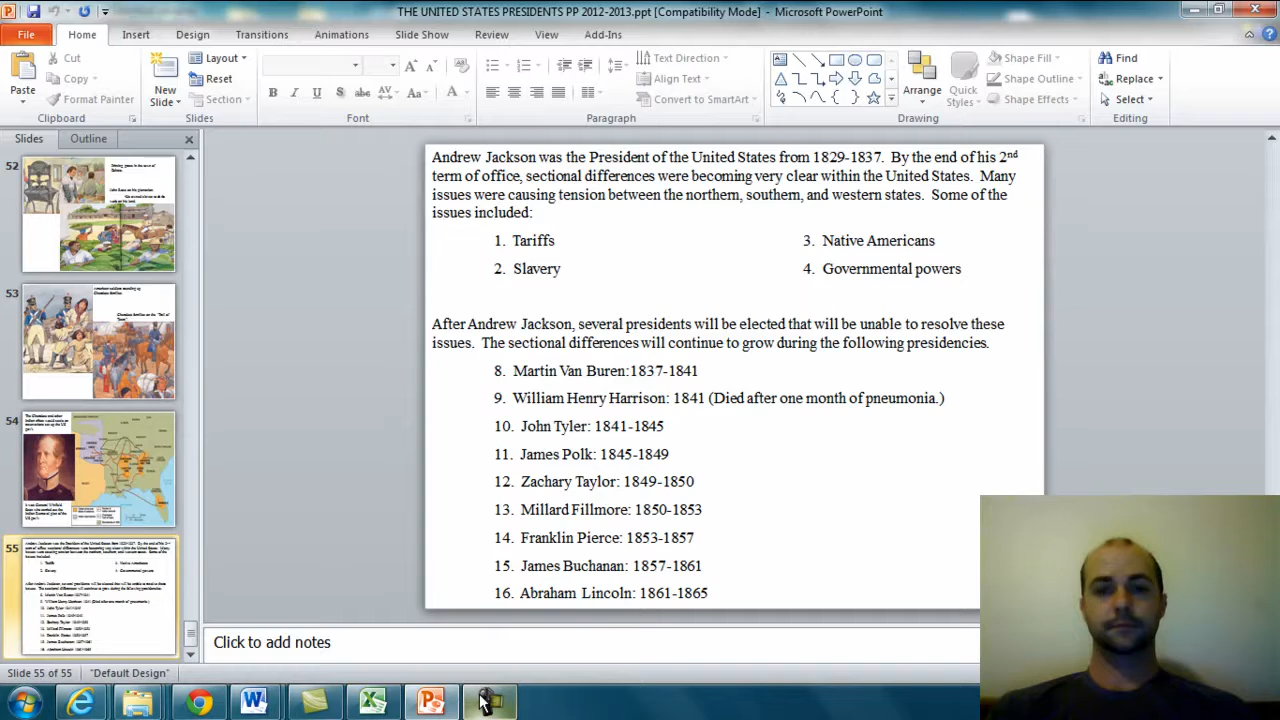 THE UNITED STATES PRESIDENTS PP 2012-2013.ppt [Compatibility Mode] - Microsoft PowerPoint
File Home Insert Design Transitions Animations Slide Show Review View Add-Ins
Cut
Copy
Format Painter
Paste
Clipboard
New
Slide
Layout
Reset
Section
Slides
Font
Text Direction
Align Text
Convert to SmartArt
Paragraph
Arrange
Quick
Styles
Shape Fill
Shape Outline
Shape Effects
Drawing
Find
Replace
Select
Editing
Slides Outline
52
53
54
55
Andrew Jackson was the President of the United States from 1829-1837. By the end of his 2nd
term of office, sectional differences were becoming very clear within the United States. Many
issues were causing tension between the northern, southern, and western states. Some of the
issues included:
1. Tariffs 3. Native Americans
2. Slavery 4. Governmental powers
After Andrew Jackson, several presidents will be elected that will be unable to resolve these
issues. The sectional differences will continue to grow during the following presidencies.
8. Martin Van Buren:1837-1841
9. William Henry Harrison: 1841 (Died after one month of pneumonia.)
10. John Tyler: 1841-1845
11. James Polk: 1845-1849
12. Zachary Taylor: 1849-1850
13. Millard Fillmore: 1850-1853
14. Franklin Pierce: 1853-1857
15. James Buchanan: 1857-1861
16. Abraham Lincoln: 1861-1865
Click to add notes
Slide 55 of 55 "Default Design"